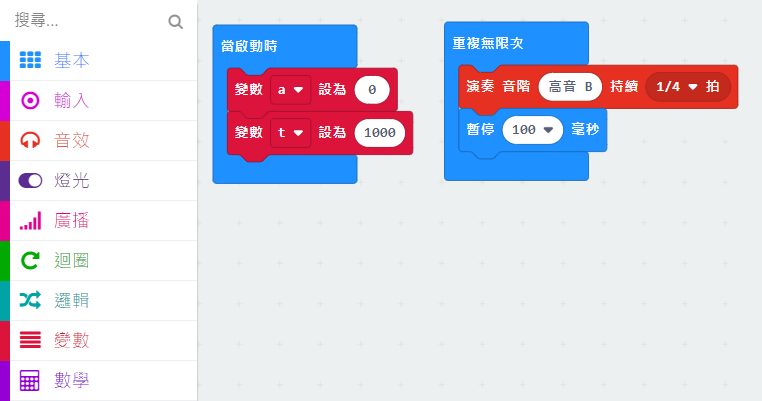 搜尋...
基本
輸入
音效
燈光
廣播
迴圈
邏輯
變數
數學
當啟動時
變數 a 設為 0
變數 t 設為 1000
重複無限次
演奏 音階 高音 B 持續 1/4 拍
暫停 100 毫秒